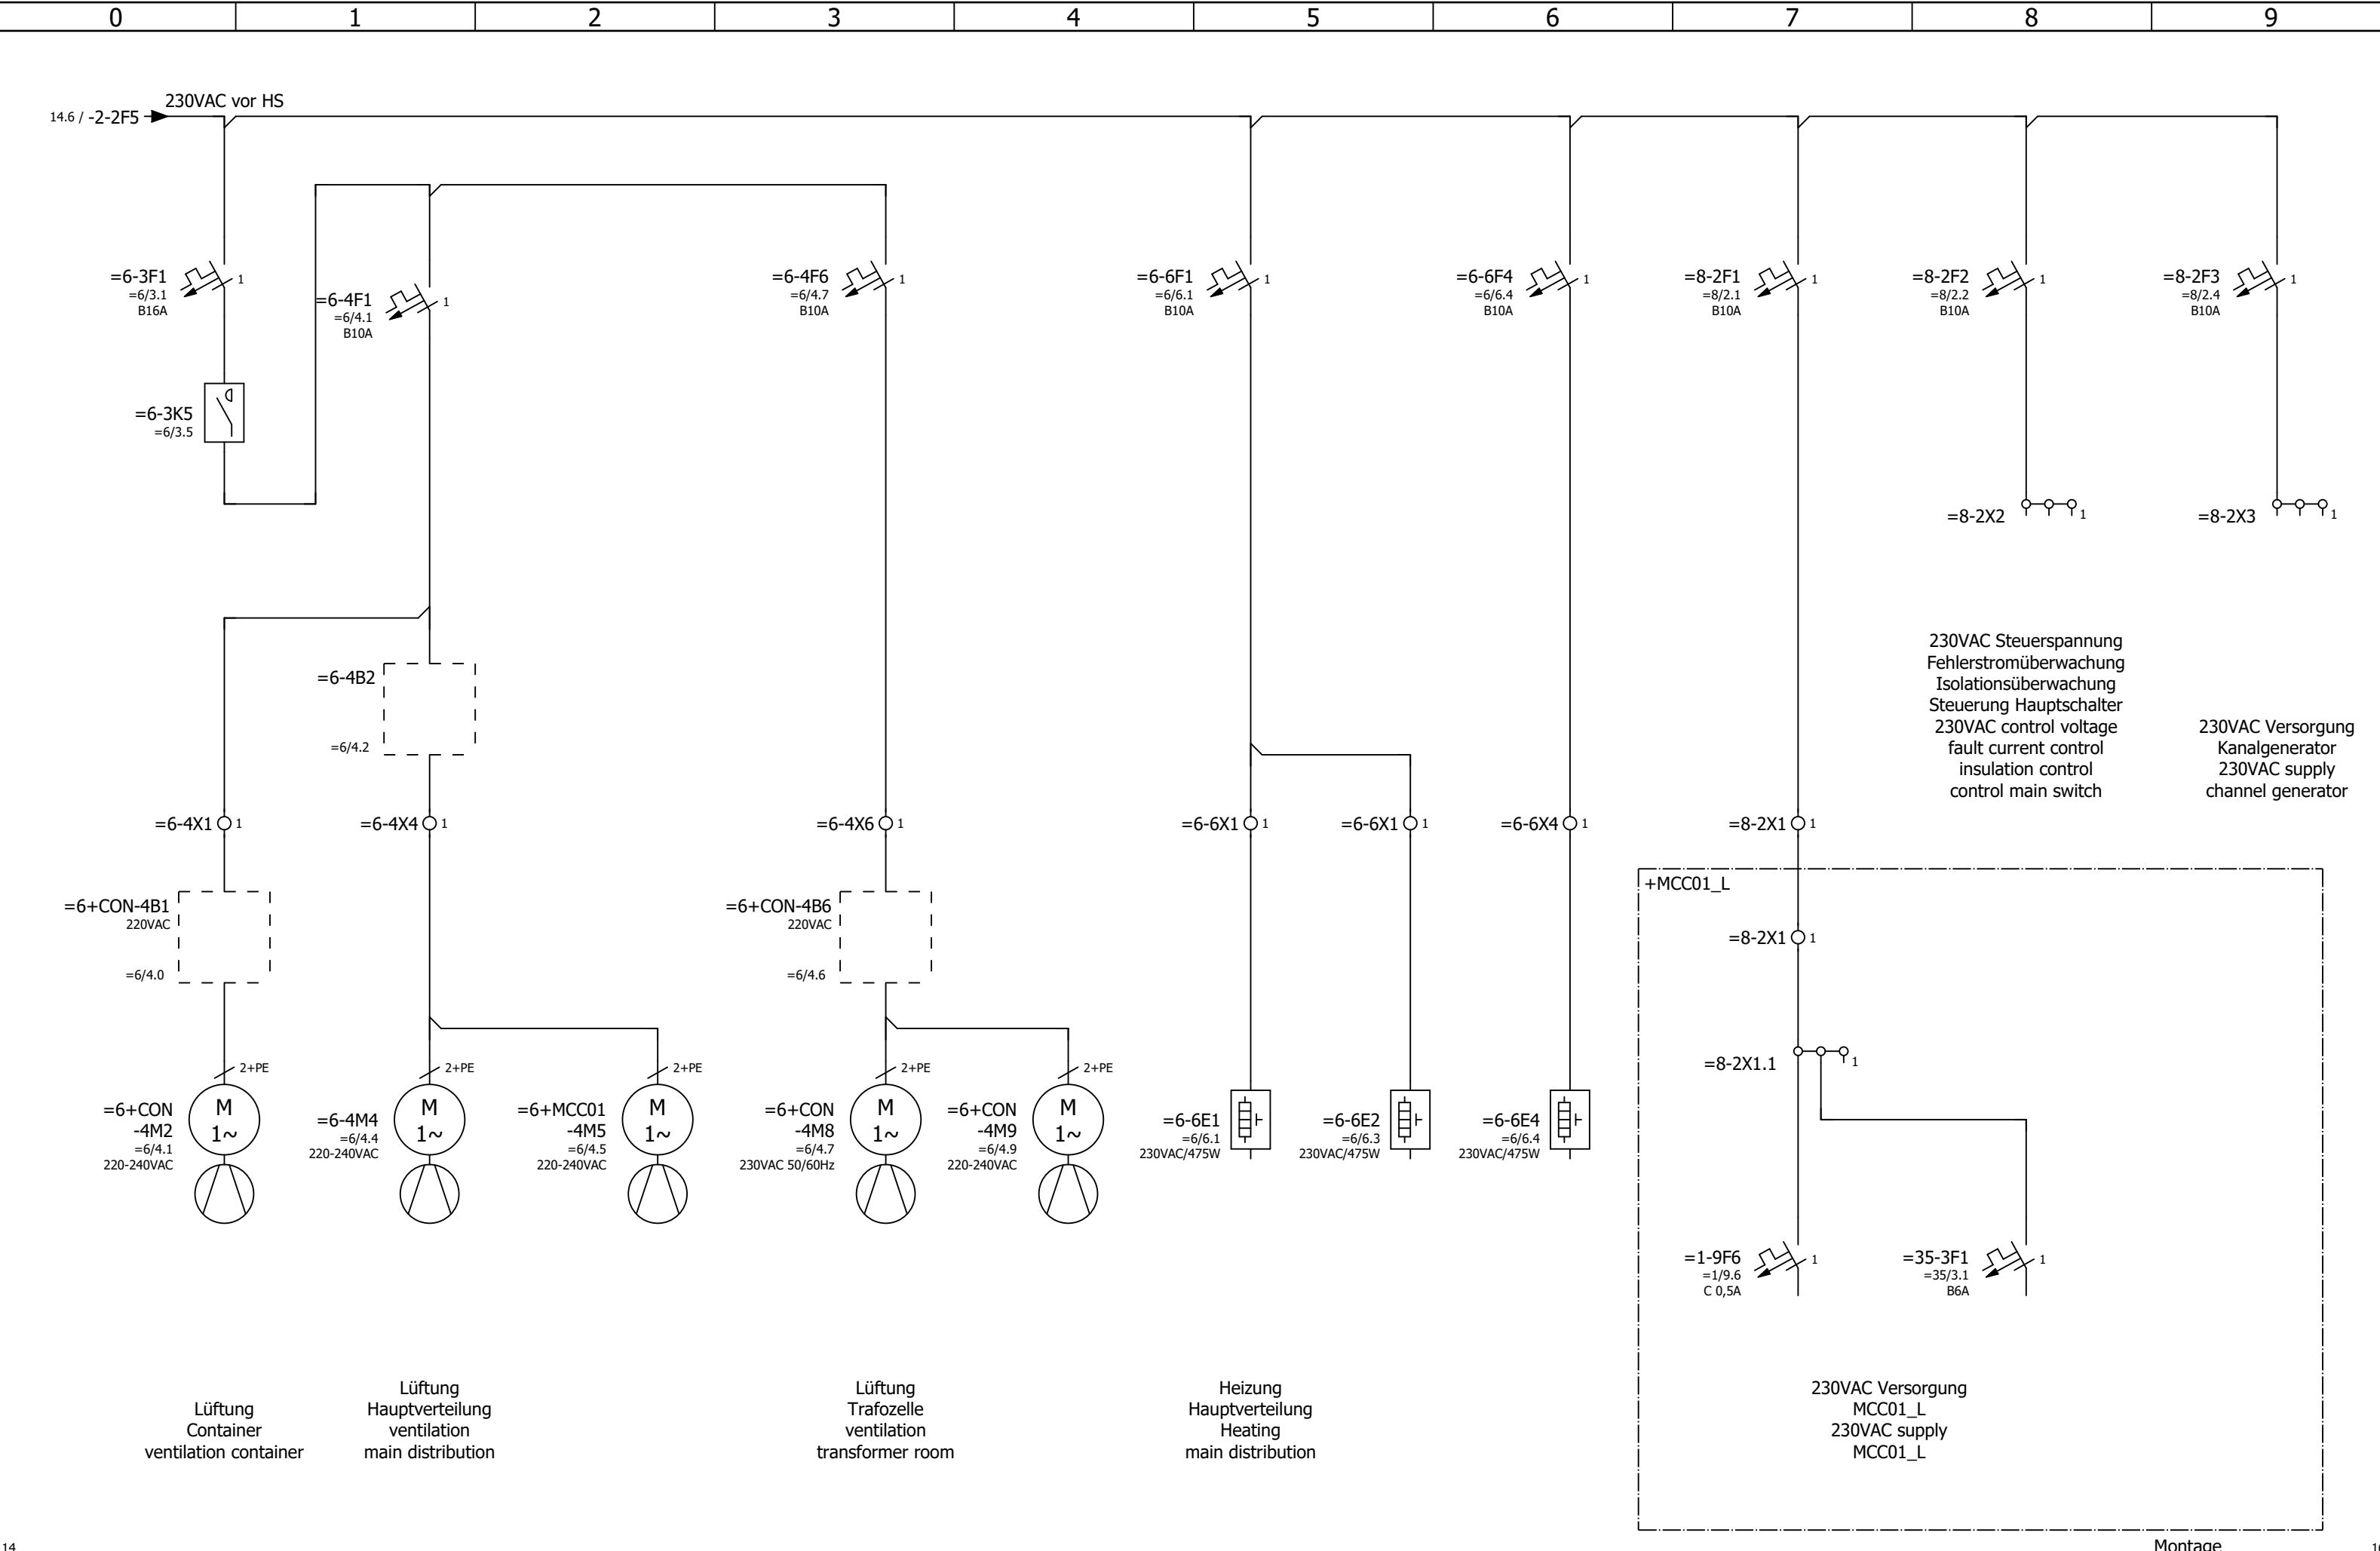 0 1 2 3 4 5 6 7 8 9
230VAC vor HS
14.6 / -2-2F5
=6-3F1
=6/3.1
B16A
1
=6-4F1
=6/4.1
B10A
1
=6-4F6
=6/4.7
B10A
1
=6-6F1
=6/6.1
B10A
1
=6-6F4
=6/6.4
B10A
1
=8-2F1
=8/2.1
B10A
1
=8-2F2
=8/2.2
B10A
1
=8-2F3
=8/2.4
B10A
1
=6-3K5
=6/3.5
=8-2X2
1
=8-2X3
1
230VAC Steuerspannung
Fehlerstromüberwachung
Isolationsüberwachung
Steuerung Hauptschalter
230VAC control voltage
fault current control
insulation control
control main switch
230VAC Versorgung
Kanalgenerator
230VAC supply
channel generator
=6-4B2
=6/4.2
=6-4X1 1
=6-4X4 1
=6-4X6 1
=6-6X1 1
=6-6X1 1
=6-6X4 1
=8-2X1 1
+MCC01_L
=6+CON-4B1
220VAC
=6/4.0
=6+CON-4B6
220VAC
=6/4.6
=8-2X1 1
=8-2X1.1
1
2+PE
2+PE
2+PE
2+PE
2+PE
=6+CON
-4M2
=6/4.1
220-240VAC
M
1~
=6-4M4
=6/4.4
220-240VAC
M
1~
=6+MCC01
-4M5
=6/4.5
220-240VAC
M
1~
=6+CON
-4M8
=6/4.7
230VAC 50/60Hz
M
1~
=6+CON
-4M9
=6/4.9
220-240VAC
M
1~
=6-6E1
=6/6.1
230VAC/475W
=6-6E2
=6/6.3
230VAC/475W
=6-6E4
=6/6.4
230VAC/475W
=1-9F6
=1/9.6
C 0,5A
1
=35-3F1
=35/3.1
B6A
1
Lüftung
Container
ventilation container
Lüftung
Hauptverteilung
ventilation
main distribution
Lüftung
Trafozelle
ventilation
transformer room
Heizung
Hauptverteilung
Heating
main distribution
230VAC Versorgung
MCC01_L
230VAC supply
MCC01_L
14
Montage